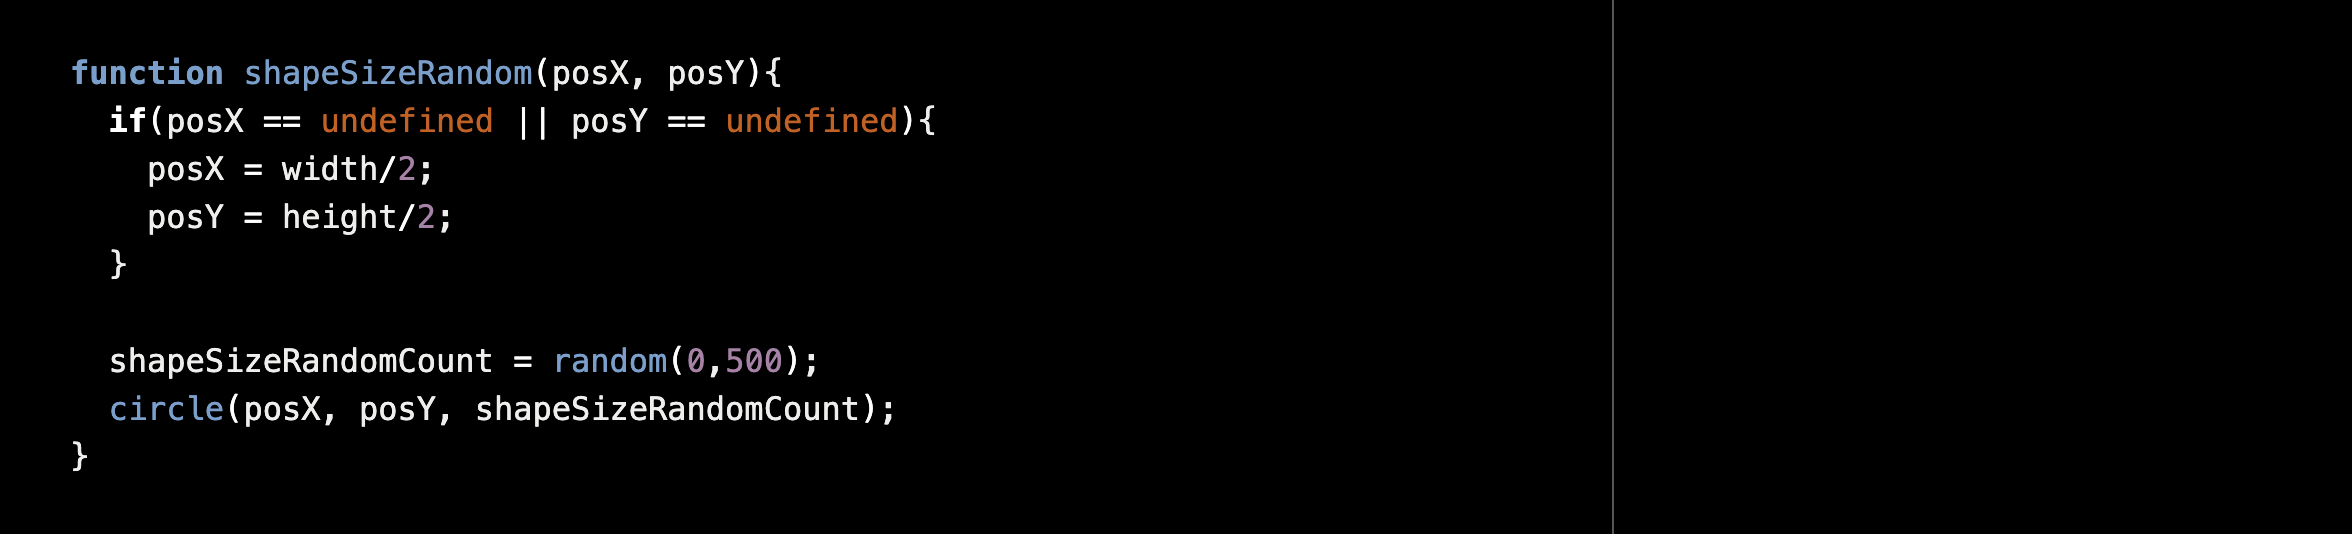 function shapeSizeRandom(posX, posY){
  if(posX == undefined || posY == undefined){
    posX = width/2;
    posY = height/2;
  }

  shapeSizeRandomCount = random(0,500);
  circle(posX, posY, shapeSizeRandomCount);
}